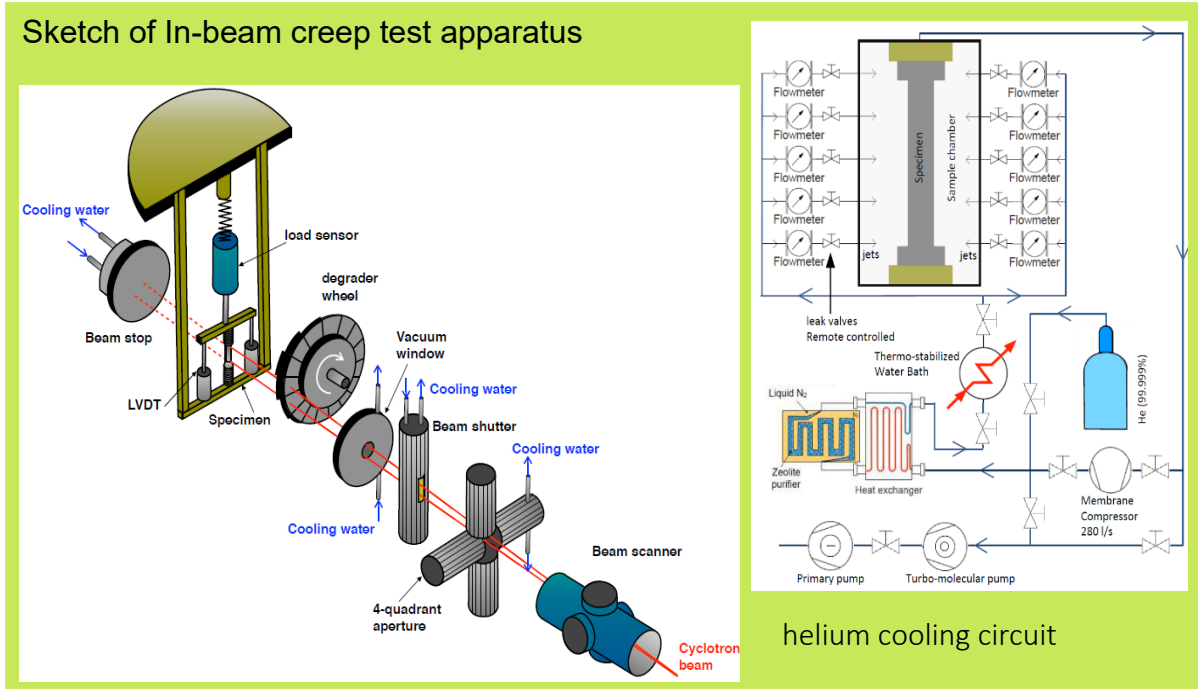 Sketch of In-beam creep test apparatus
Cooling water
load sensor
Beam stop
degrader
wheel
Vacuum
window
LVDT
Specimen
Cooling water
Beam shutter
Cooling water
Cooling water
4-quadrant
aperture
Beam scanner
Cyclotron
beam
Flowmeter
Flowmeter
Flowmeter
Flowmeter
Flowmeter
Specimen
Sample chamber
jets
jets
Flowmeter
Flowmeter
Flowmeter
Flowmeter
Flowmeter
leak valves
Remote controlled
Thermo-stabilized
Water Bath
He (99.999%)
Liquid N₂
Zeolite
purifier
Heat exchanger
Membrane
Compressor
280 l/s
Primary pump
Turbo-molecular pump
helium cooling circuit